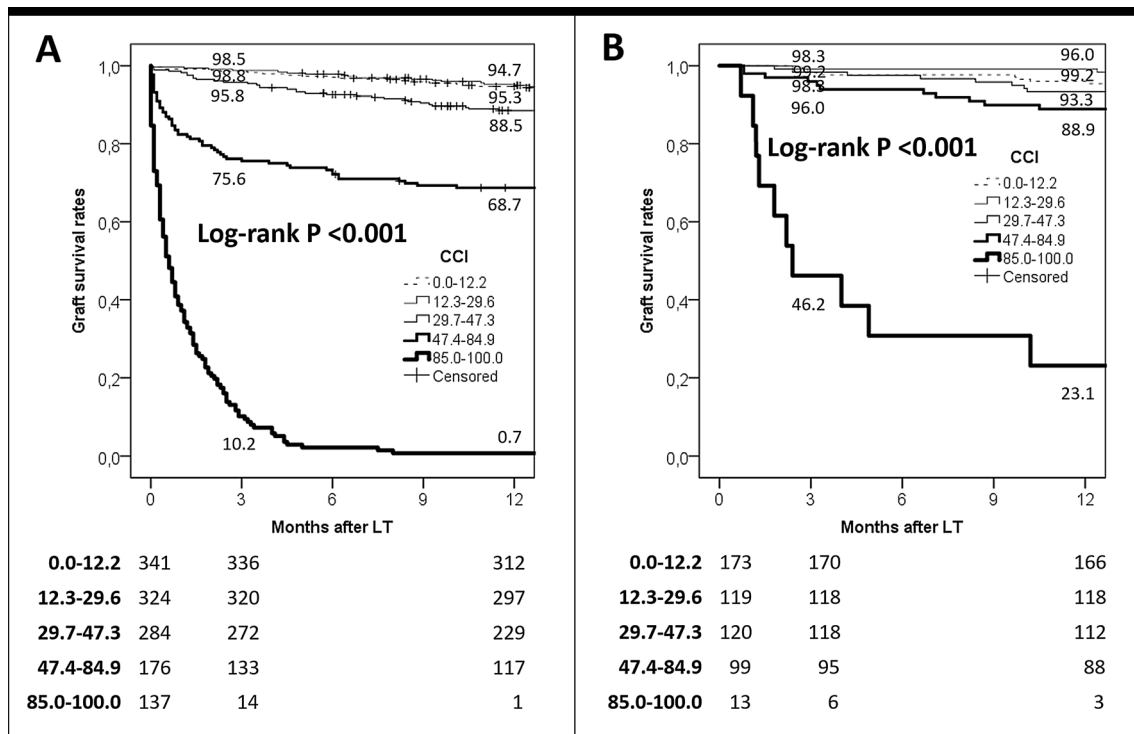 A
Graft survival rates
1,0
0,8
0,6
0,4
0,2
0,0
98.5
98.8
95.8
94.7
95.3
88.5
75.6
68.7
Log-rank P <0.001
CCI
0.0-12.2
12.3-29.6
29.7-47.3
47.4-84.9
85.0-100.0
Censored
10.2
0.7
0 3 6 9 12
Months after LT
0.0-12.2 341 336 312
12.3-29.6 324 320 297
29.7-47.3 284 272 229
47.4-84.9 176 133 117
85.0-100.0 137 14 1
B
Graft survival rates
1,0
0,8
0,6
0,4
0,2
0,0
98.3
99.2
98.3
96.0
96.0
99.2
93.3
88.9
Log-rank P <0.001
CCI
0.0-12.2
12.3-29.6
29.7-47.3
47.4-84.9
85.0-100.0
Censored
46.2
23.1
0 3 6 9 12
Months after LT
0.0-12.2 173 170 166
12.3-29.6 119 118 118
29.7-47.3 120 118 112
47.4-84.9 99 95 88
85.0-100.0 13 6 3